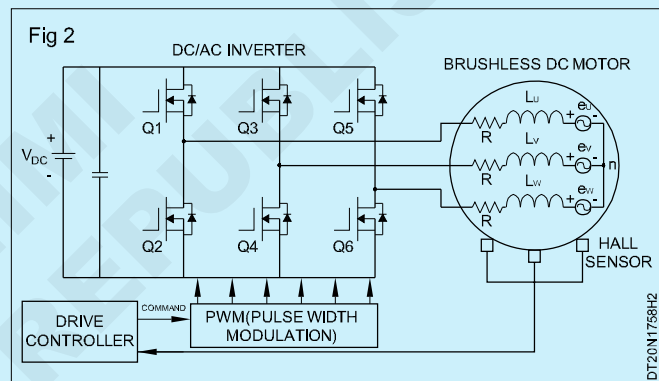 Fig 2
DC/AC INVERTER
BRUSHLESS DC MOTOR
Q1
Q3
Q5
+
VDC
-
Q2
Q4
Q6
R
LU
+ eU -
R
LV
+ eV -
n
R
LW
+ eW -
HALL
SENSOR
DRIVE
CONTROLLER
COMMAND
PWM(PULSE WIDTH
MODULATION)
DT20N1758H2